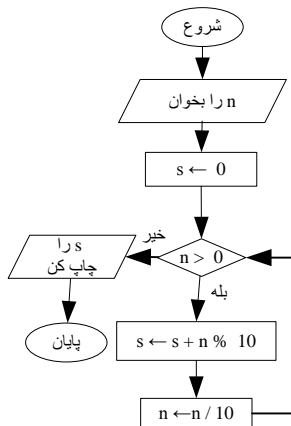 شروع
n را بخوان
s ← 0
n > 0
خیر
s را
چاپ کن
پایان
بله
s ← s + n % 10
n ←n / 10